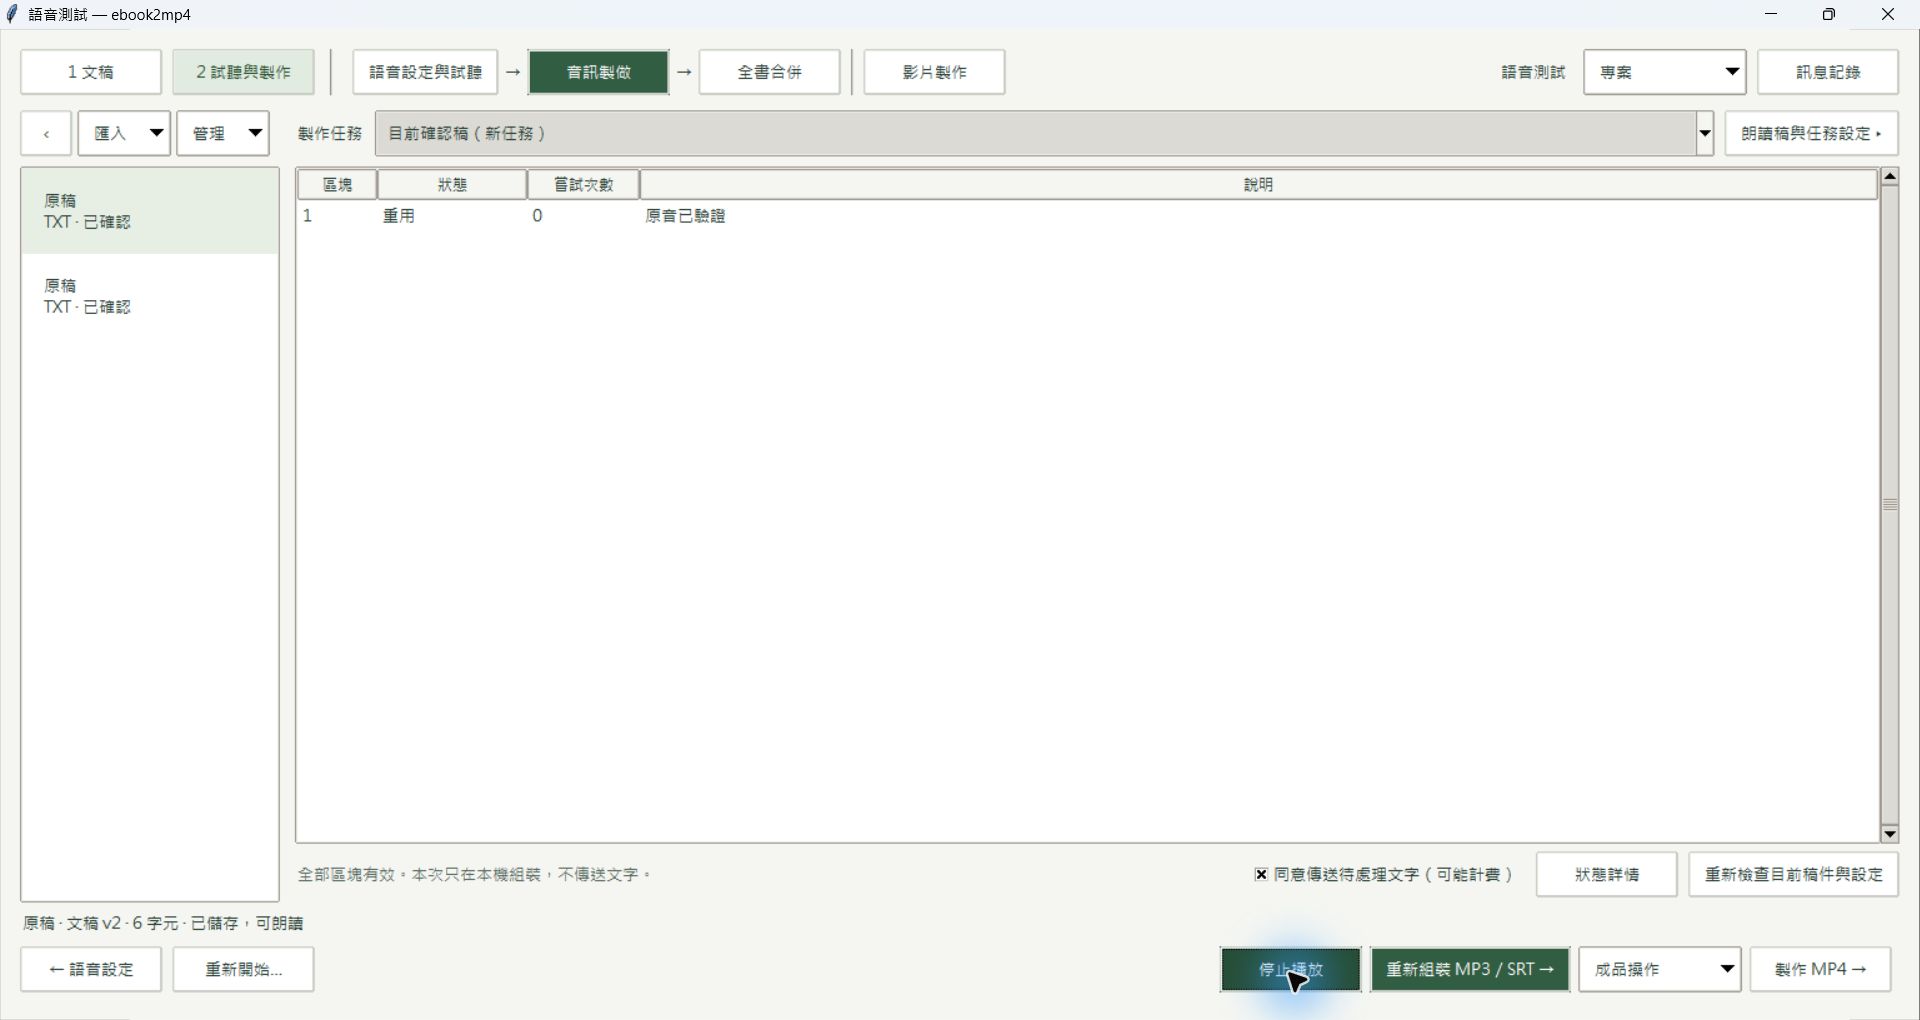 語音測試 — ebook2mp4
1 文稿
2 試聽與製作
語音設定與試聽
→
音訊製做
→
全書合併
影片製作
語音測試
專案
訊息記錄
‹
匯入
管理
製作任務
目前確認稿（新任務）
朗讀稿與任務設定 ▸
原稿
TXT · 已確認
原稿
TXT · 已確認
區塊 狀態 嘗試次數 說明
1 重用 0 原音已驗證
全部區塊有效。本次只在本機組裝，不傳送文字。
同意傳送待處理文字（可能計費）
狀態詳情
重新檢查目前稿件與設定
原稿 · 文稿 v2 · 6 字元 · 已儲存，可朗讀
← 語音設定
重新開始...
停止播放
重新組裝 MP3 / SRT →
成品操作
製作 MP4 →